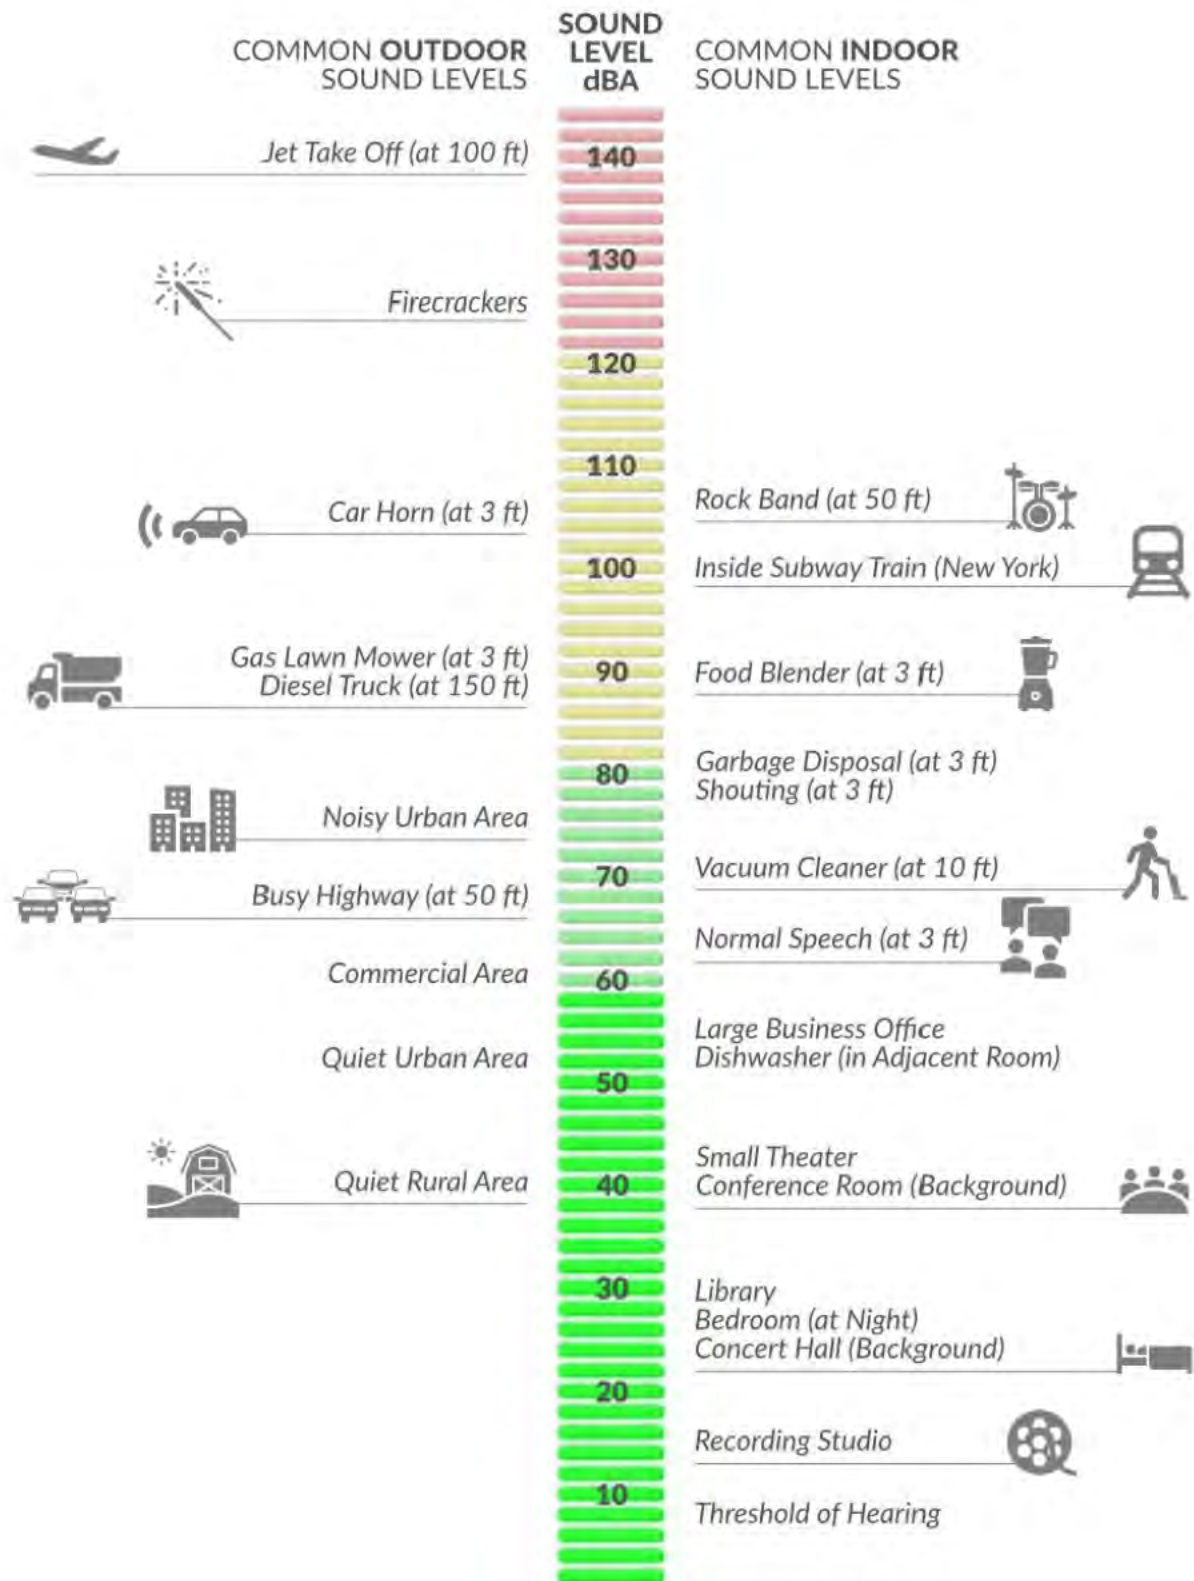 COMMON OUTDOOR
SOUND LEVELS
SOUND
LEVEL
dBA
COMMON INDOOR
SOUND LEVELS
Jet Take Off (at 100 ft)
140
130
Firecrackers
120
110
Rock Band (at 50 ft)
Car Horn (at 3 ft)
100
Inside Subway Train (New York)
Gas Lawn Mower (at 3 ft)
Diesel Truck (at 150 ft)
90
Food Blender (at 3 ft)
80
Garbage Disposal (at 3 ft)
Shouting (at 3 ft)
Noisy Urban Area
70
Vacuum Cleaner (at 10 ft)
Busy Highway (at 50 ft)
Normal Speech (at 3 ft)
Commercial Area
60
Large Business Office
Dishwasher (in Adjacent Room)
Quiet Urban Area
50
Small Theater
Conference Room (Background)
Quiet Rural Area
40
30
Library
Bedroom (at Night)
Concert Hall (Background)
20
Recording Studio
10
Threshold of Hearing